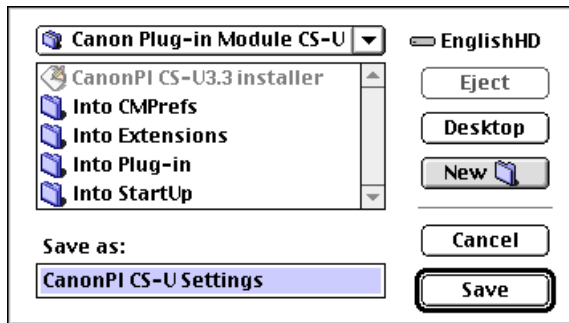 Canon Plug-in Module CS-U
EnglishHD
CanonPI CS-U3.3 installer
Into CMPrefs
Into Extensions
Into Plug-in
Into StartUp
Eject
Desktop
New
Save as:
CanonPI CS-U Settings
Cancel
Save